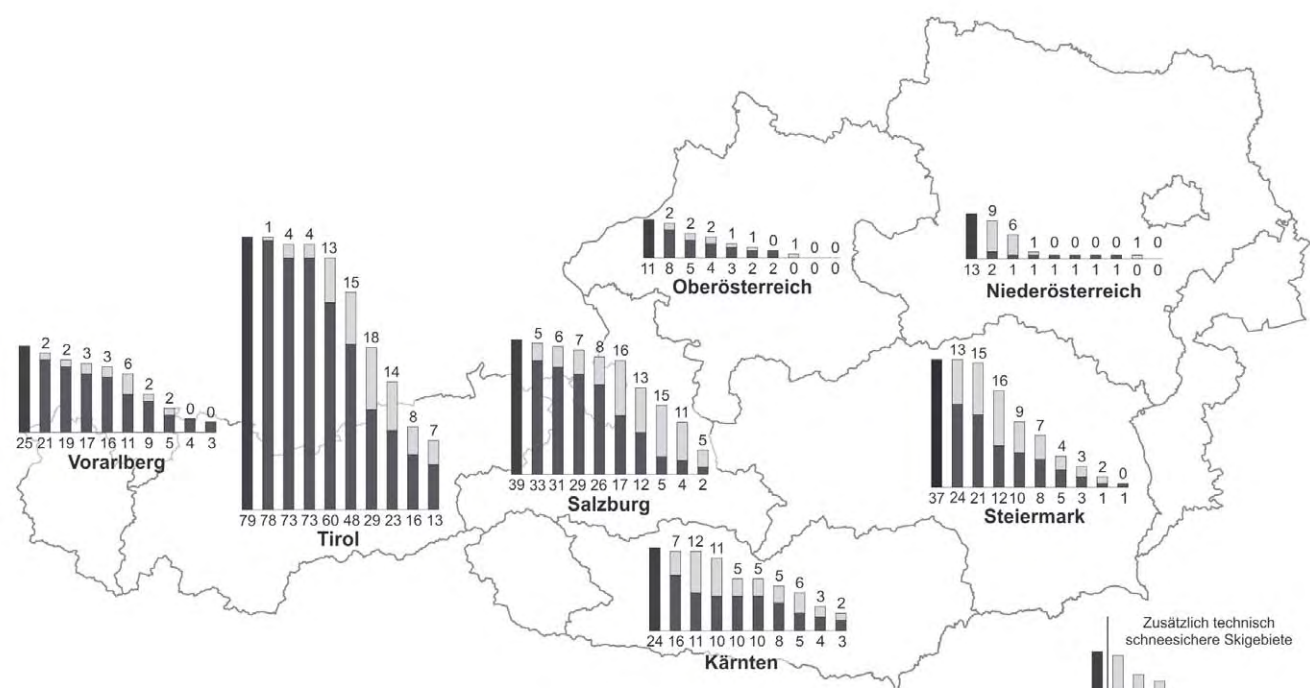 2 2 2 1 1 0 1 0 0
11 8 5 4 3 2 2 0 0 0
Oberösterreich
9 6 1 0 0 0 0 1 0
13 2 1 1 1 1 1 1 0 0
Niederösterreich
2 2 3 3 6 2 2 0 0
25 21 19 17 16 11 9 5 4 3
Vorarlberg
1 4 4 13 15 18 14 8 7
79 78 73 73 60 48 29 23 16 13
Tirol
5 6 7 8 16 13 15 11 5
39 33 31 29 26 17 12 5 4 2
Salzburg
13 15 16 9 7 4 3 2 0
37 24 21 12 10 8 5 3 1 1
Steiermark
7 12 11 5 5 5 6 3 2
24 16 11 10 10 10 8 5 4 3
Kärnten
Zusätzlich technisch
schneesichere Skigebiete